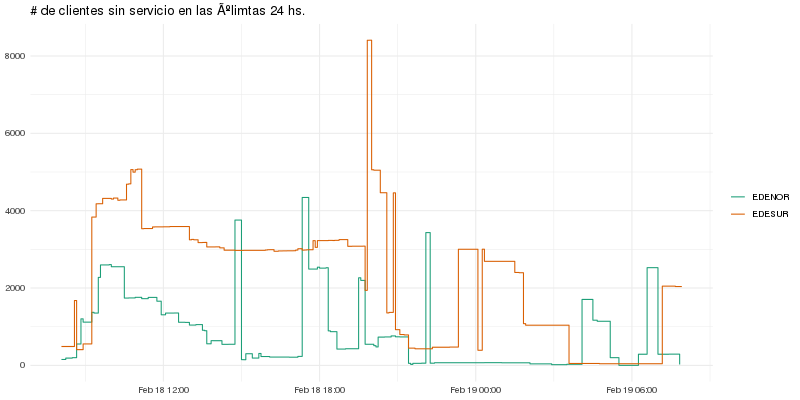 # de clientes sin servicio en las Ãºlimtas 24 hs.
8000
6000
4000
2000
0
EDENOR
EDESUR
Feb 18 12:00
Feb 18 18:00
Feb 19 00:00
Feb 19 06:00